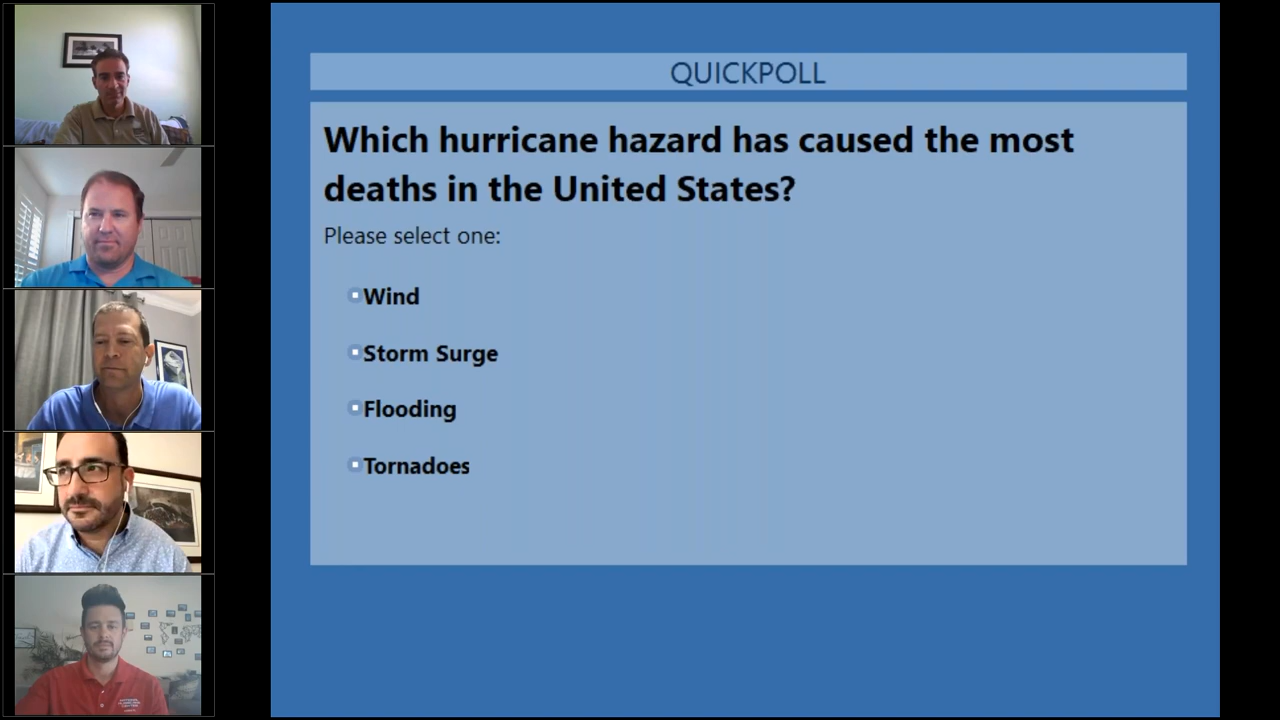 QUICKPOLL
Which hurricane hazard has caused the most
deaths in the United States?
Please select one:
Wind
Storm Surge
Flooding
Tornadoes